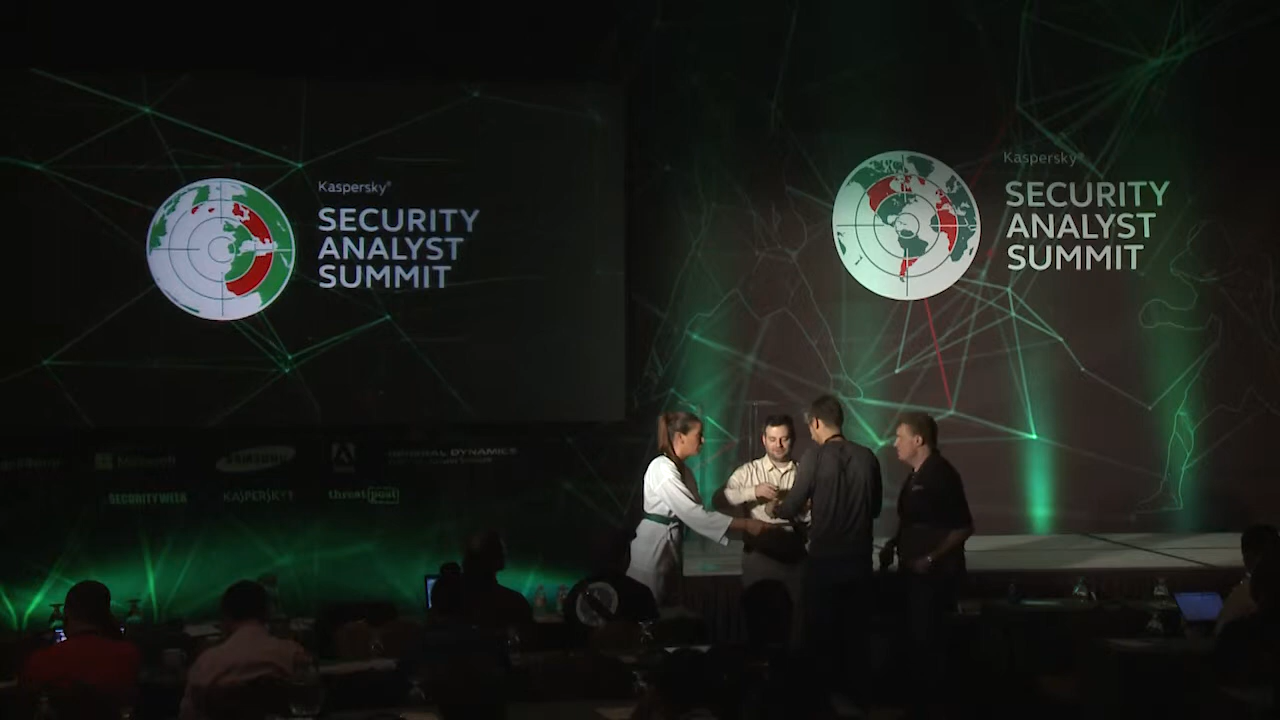 Kaspersky®
SECURITY
ANALYST
SUMMIT
Kaspersky®
SECURITY
ANALYST
SUMMIT
Microsoft
SAMSUNG
GENERAL DYNAMICS
SECURITYWEEK
KASPERSKY
threatpost